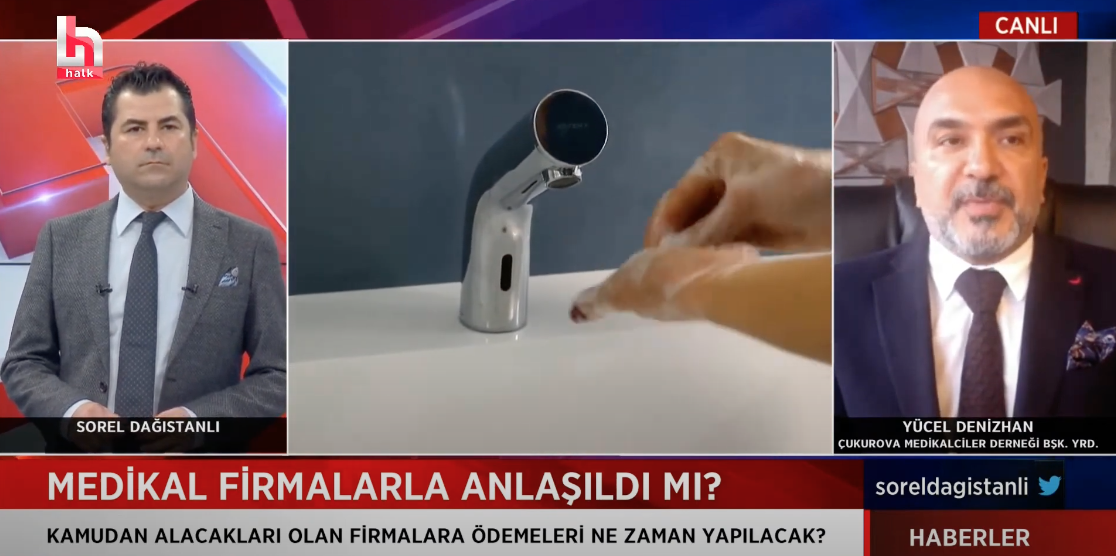 h
halk
CANLI
SOREL DAĞISTANLI
YÜCEL DENİZHAN
ÇUKUROVA MEDİKALCİLER DERNEĞİ BŞK. YRD.
MEDİKAL FİRMALARLA ANLAŞILDI MI?
soreldagistanli
KAMUDAN ALACAKLARI OLAN FİRMALARA ÖDEMELERİ NE ZAMAN YAPILACAK?
HABERLER